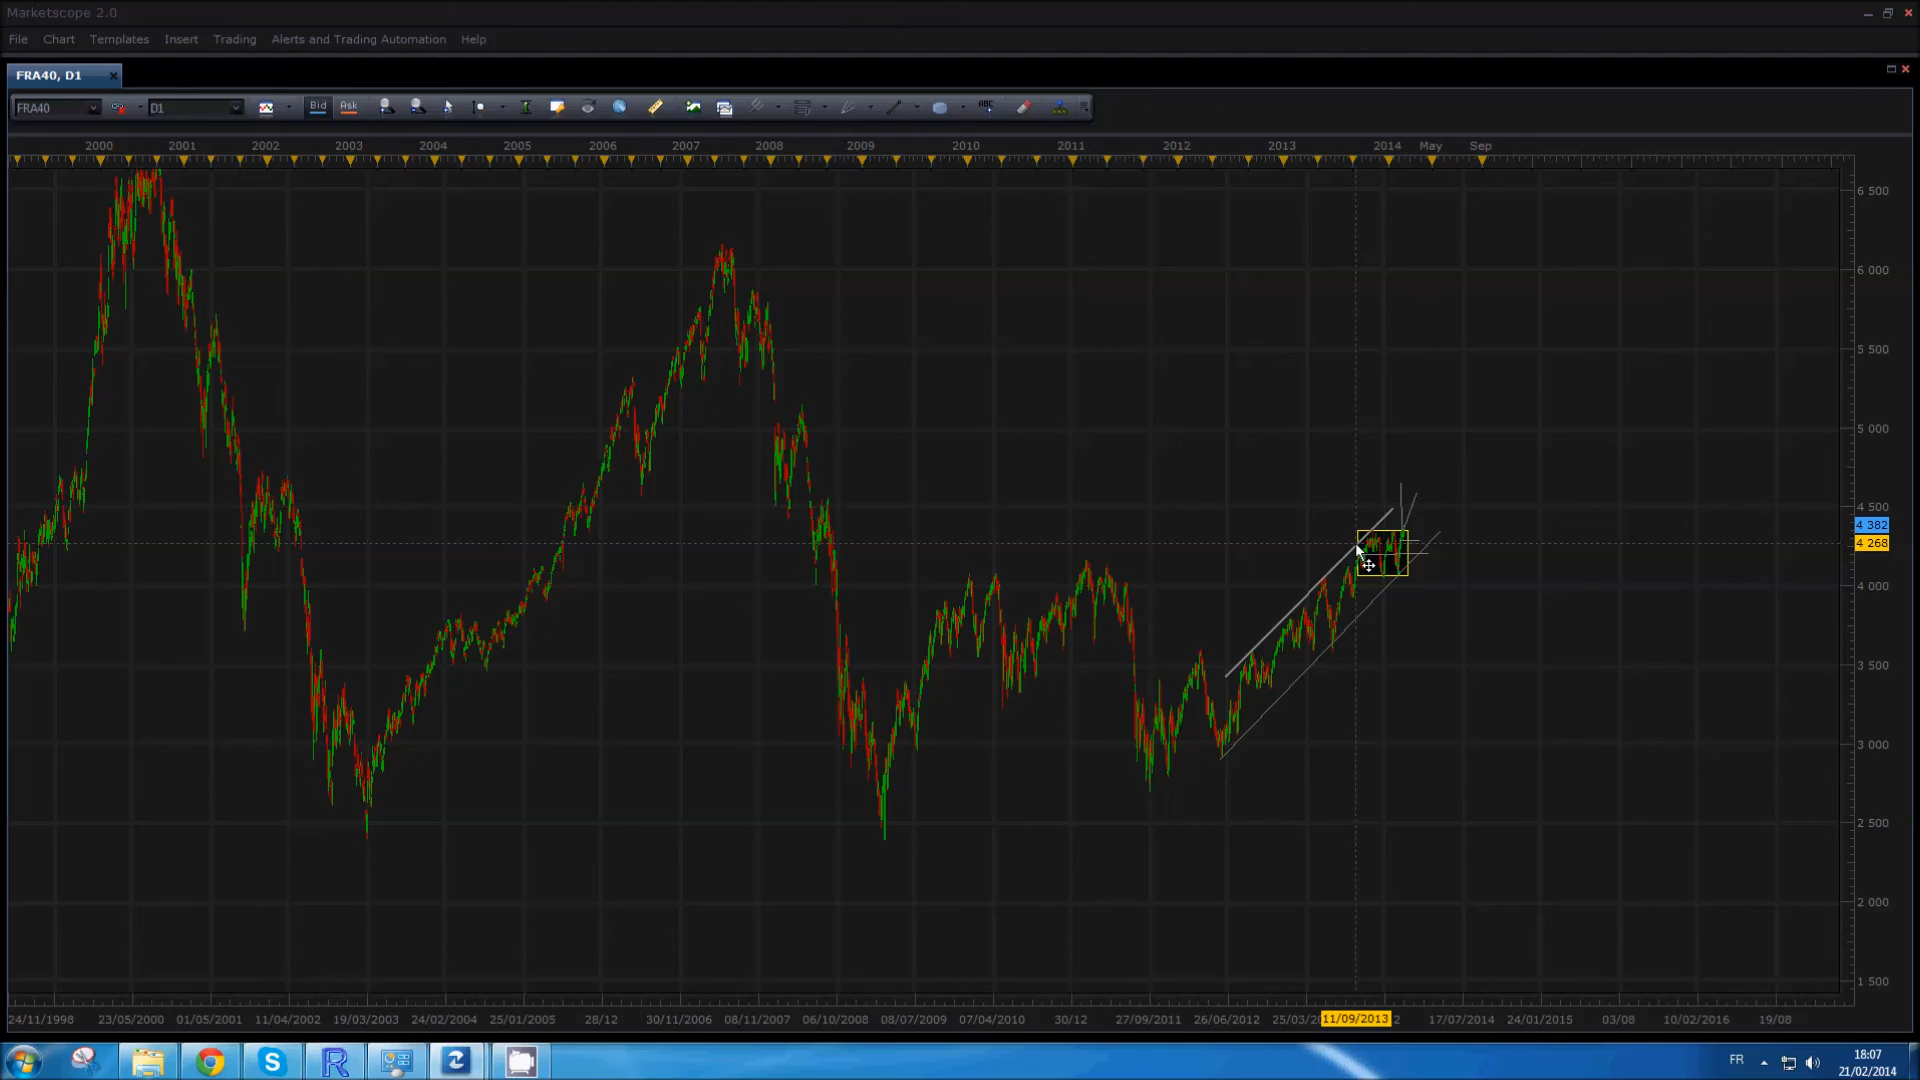 Marketscope 2.0
File Chart Templates Insert Trading Alerts and Trading Automation Help
FRA40, D1
FRA40 D1 Bid Ask ABC
2000 2001 2002 2003 2004 2005 2006 2007 2008 2009 2010 2011 2012 2013 2014 May Sep
6 500
6 000
5 500
5 000
4 500
4 382
4 268
4 000
3 500
3 000
2 500
2 000
1 500
24/11/1998 23/05/2000 01/05/2001 11/04/2002 19/03/2003 24/02/2004 25/01/2005 28/12 30/11/2006 08/11/2007 06/10/2008 08/07/2009 07/04/2010 30/12 27/09/2011 26/06/2012 25/03/ 11/09/2013 2 17/07/2014 24/01/2015 03/08 10/02/2016 19/08
FR
18:07
21/02/2014